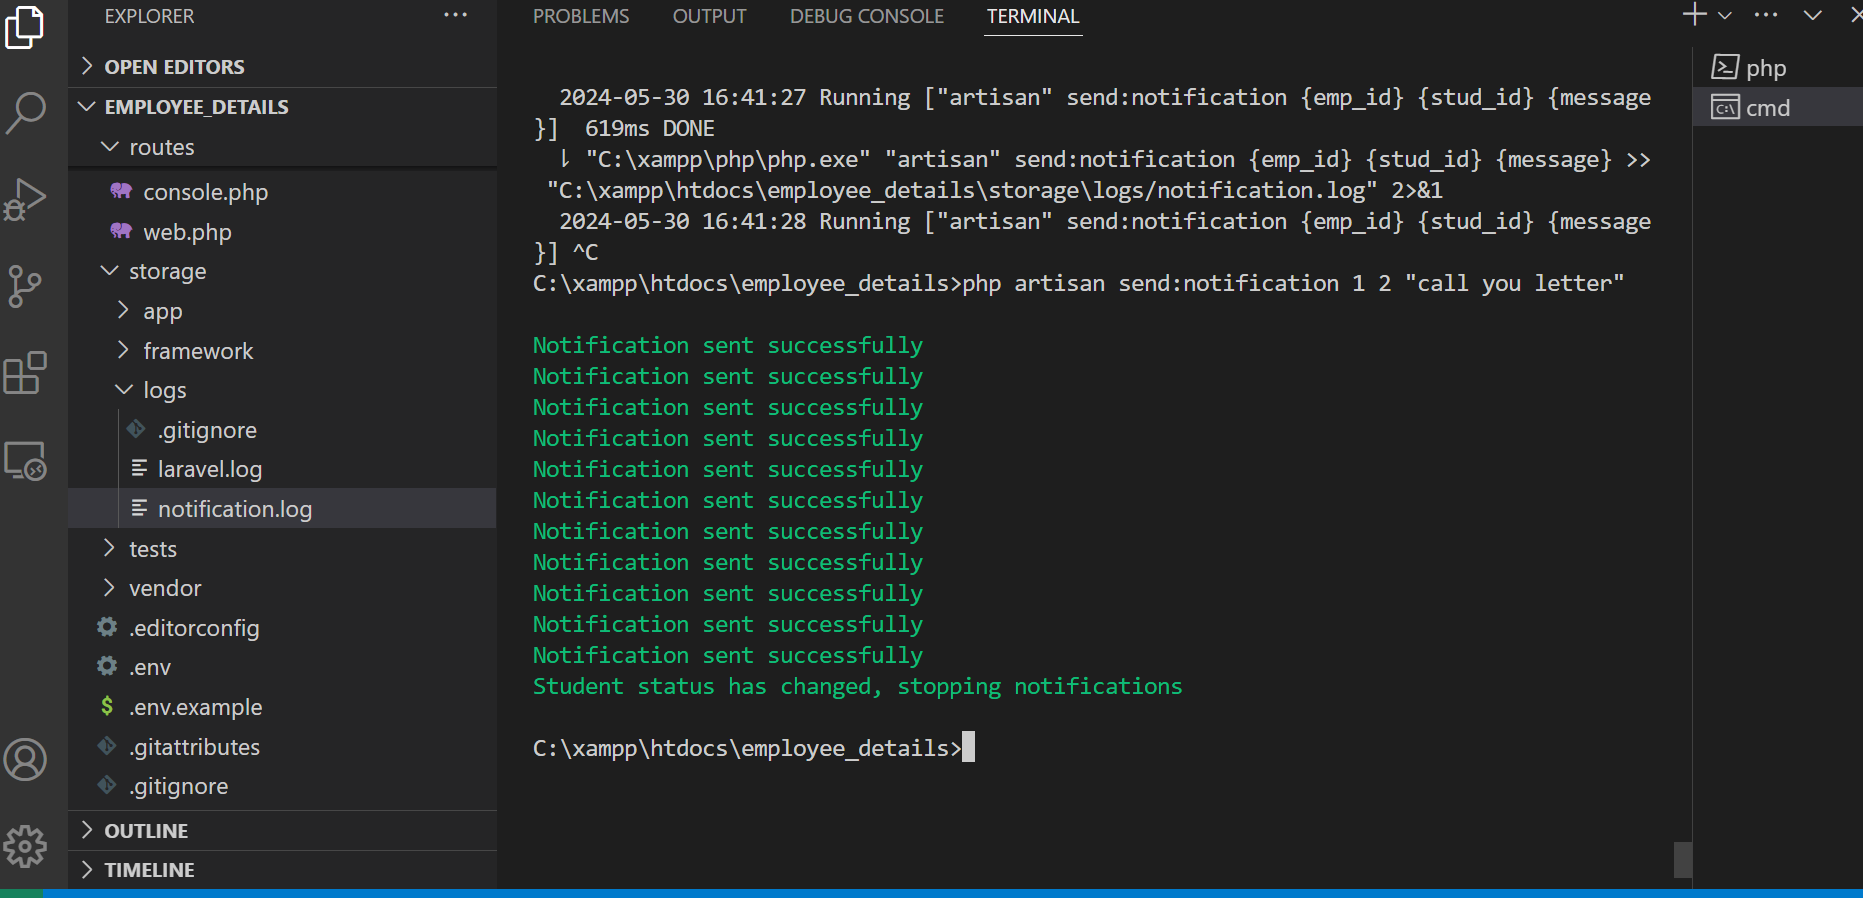 EXPLORER
OPEN EDITORS
EMPLOYEE_DETAILS
routes
console.php
web.php
storage
app
framework
logs
.gitignore
laravel.log
notification.log
tests
vendor
.editorconfig
.env
$ .env.example
.gitattributes
.gitignore
OUTLINE
TIMELINE
PROBLEMS OUTPUT DEBUG CONSOLE TERMINAL
2024-05-30 16:41:27 Running ["artisan" send:notification {emp_id} {stud_id} {message
}] 619ms DONE
⇂ "C:\xampp\php\php.exe" "artisan" send:notification {emp_id} {stud_id} {message} >>
"C:\xampp\htdocs\employee_details\storage\logs/notification.log" 2>&1
2024-05-30 16:41:28 Running ["artisan" send:notification {emp_id} {stud_id} {message
}] ^C
C:\xampp\htdocs\employee_details>php artisan send:notification 1 2 "call you letter"
Notification sent successfully
Notification sent successfully
Notification sent successfully
Notification sent successfully
Notification sent successfully
Notification sent successfully
Notification sent successfully
Notification sent successfully
Notification sent successfully
Notification sent successfully
Notification sent successfully
Student status has changed, stopping notifications
C:\xampp\htdocs\employee_details>
php
cmd